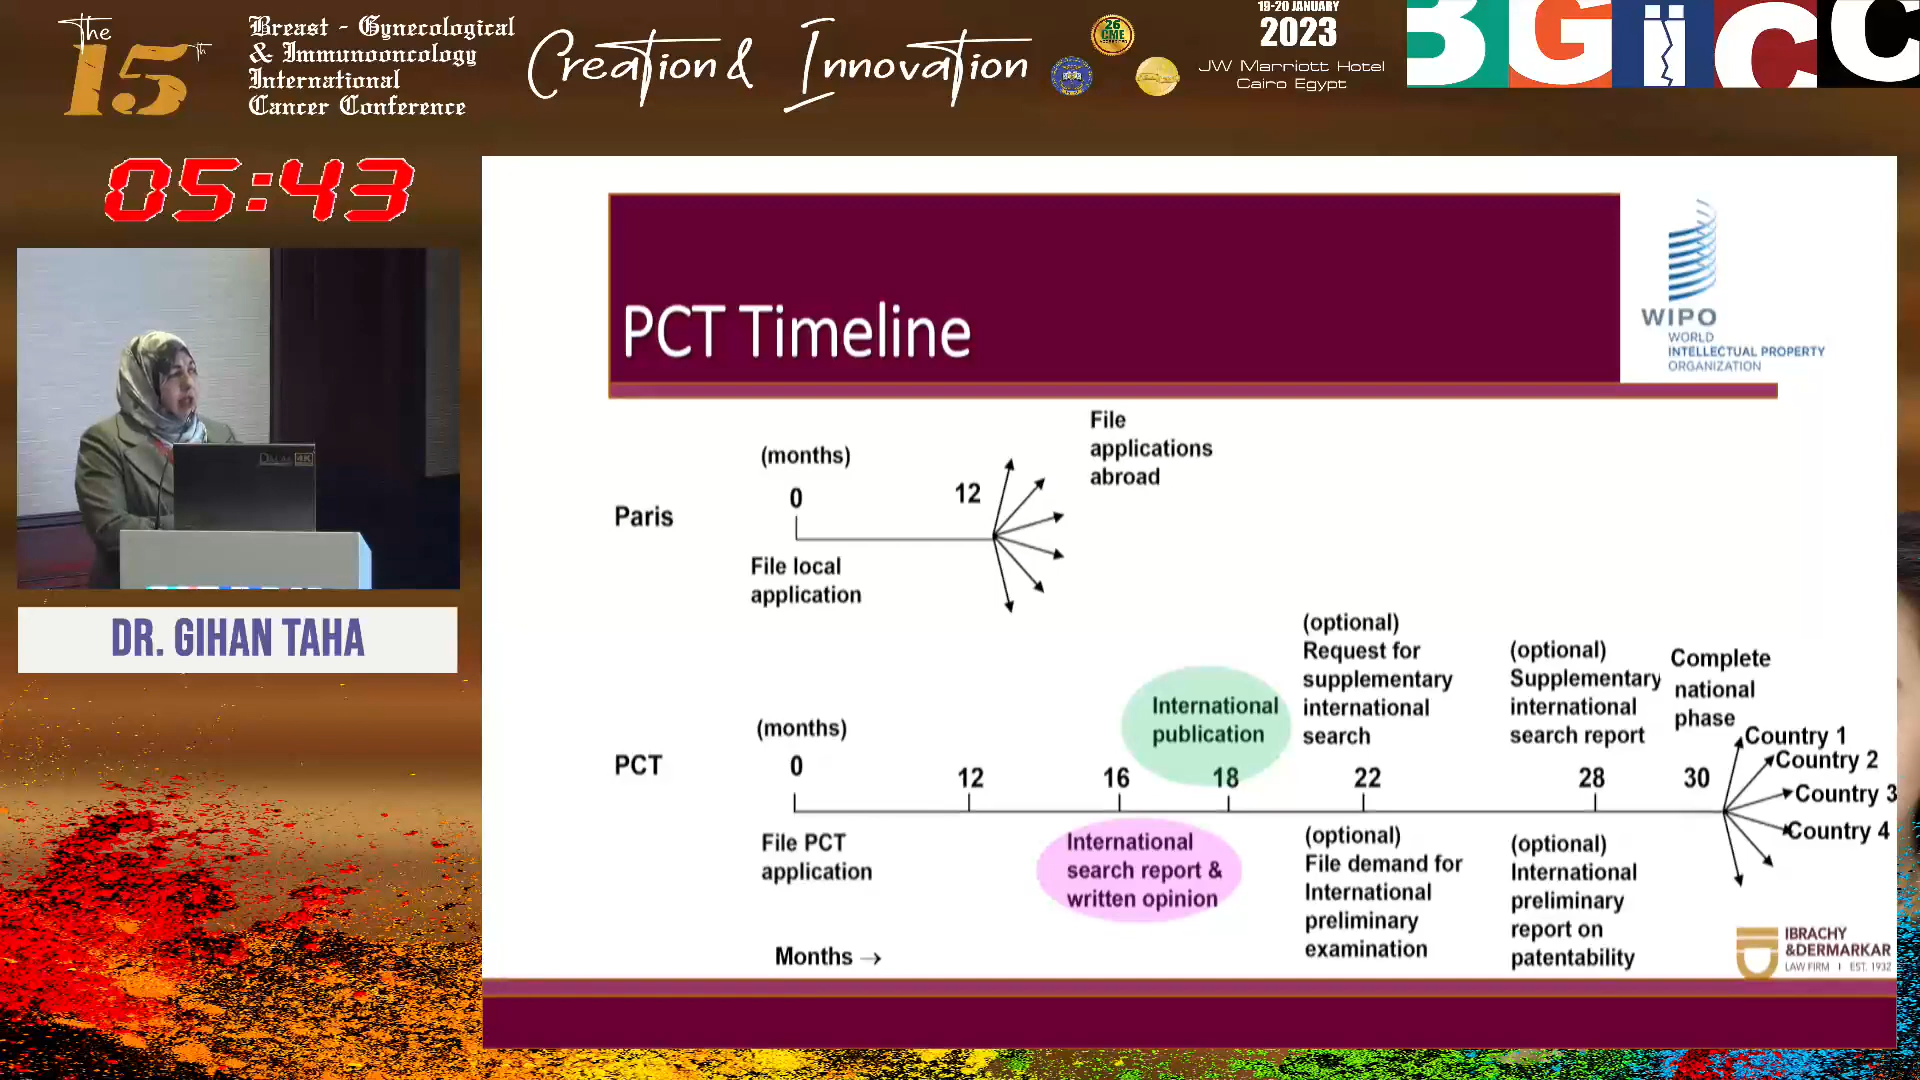 The
15th
Breast - Gynecological
& Immunooncology
International
Cancer Conference
Creation & Innovation
26
CME
19-20 JANUARY
2023
JW Marriott Hotel
Cairo Egypt
BGiCC
05:43
DR. GIHAN TAHA
PCT Timeline
WIPO
WORLD
INTELLECTUAL PROPERTY
ORGANIZATION
File
applications
abroad
(months)
0
12
Paris
File local
application
(optional)
Request for
supplementary
international
search
(optional)
Supplementary
international
search report
Complete
national
phase
International
publication
(months)
PCT
0
12
16
18
22
28
30
Country 1
Country 2
Country 3
Country 4
File PCT
application
International
search report &
written opinion
(optional)
File demand for
International
preliminary
examination
(optional)
International
preliminary
report on
patentability
Months →
IBRACHY
&DERMARKAR
LAW FIRM | EST. 1932